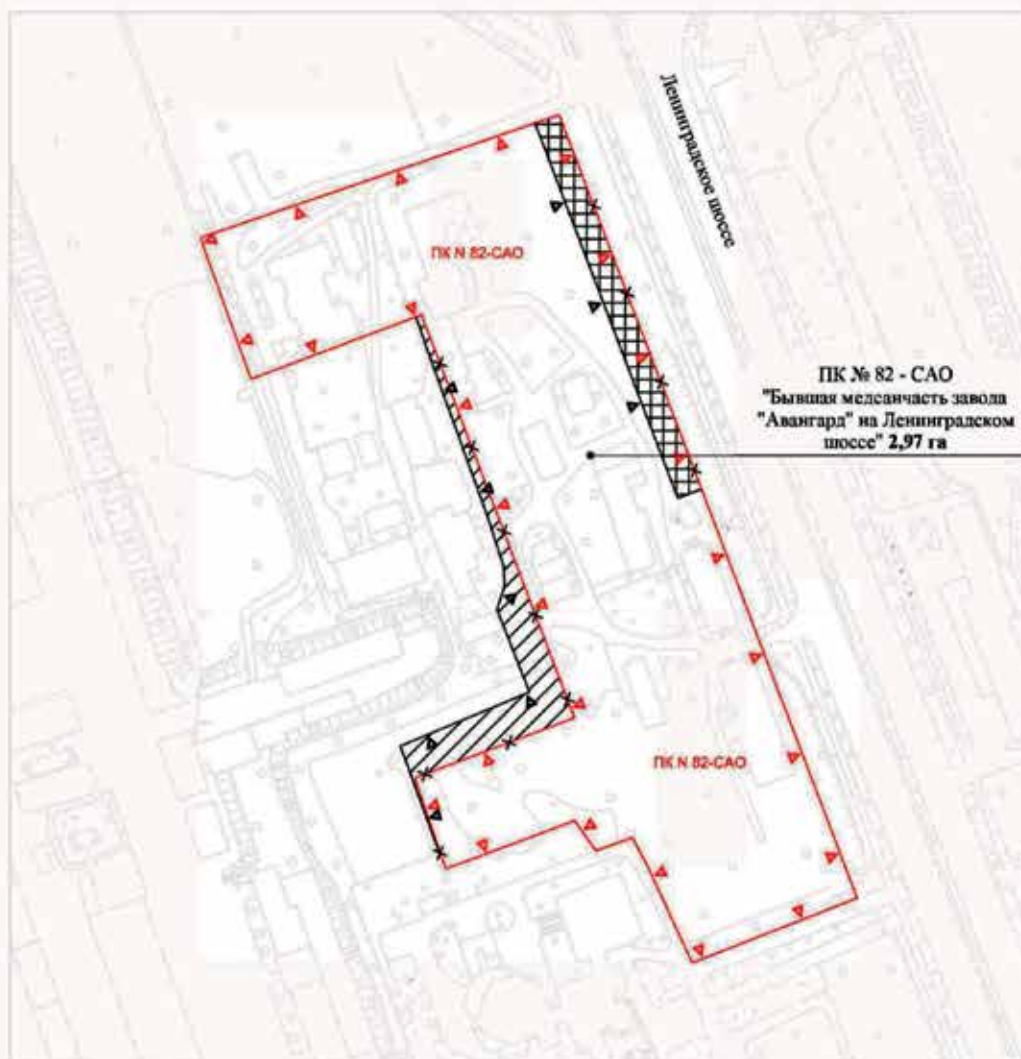 Ленинградское шоссе
ПК N 82-САО
ПК № 82 - САО
"Бывшая медсанчасть завода
"Авангард" на Ленинградском
шоссе" 2,97 га
ПК N 82-САО